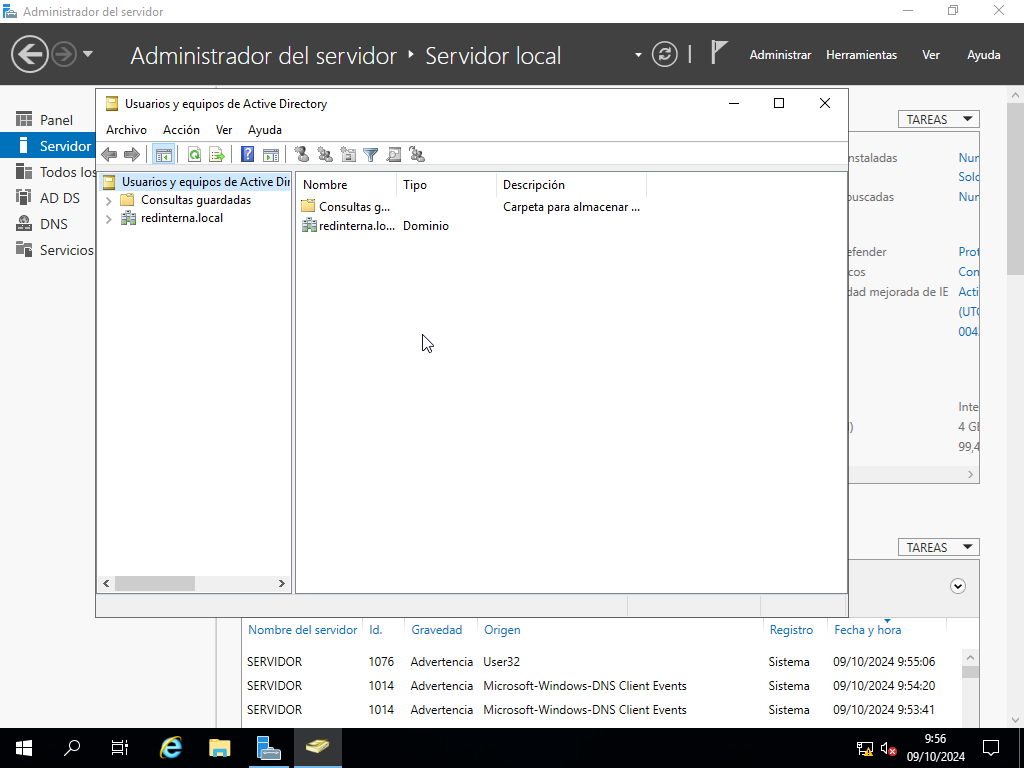 Administrador del servidor
Administrador del servidor
Servidor local
Administrar
Herramientas
Ver
Ayuda
Panel
Servidor
Todos los
AD DS
DNS
Servicios
Usuarios y equipos de Active Directory
Archivo Acción Ver Ayuda
Usuarios y equipos de Active Dir
Consultas guardadas
redinterna.local
Nombre Tipo Descripción
Consultas g... Carpeta para almacenar ...
redinterna.lo... Dominio
TAREAS
nstaladas Nun
Solo
buscadas Nun
efender Prot
cos Con
dad mejorada de IE Acti
(UTC
004
Inte
4 GI
99,4
TAREAS
Nombre del servidor Id. Gravedad Origen Registro Fecha y hora
SERVIDOR 1076 Advertencia User32 Sistema 09/10/2024 9:55:06
SERVIDOR 1014 Advertencia Microsoft-Windows-DNS Client Events Sistema 09/10/2024 9:54:20
SERVIDOR 1014 Advertencia Microsoft-Windows-DNS Client Events Sistema 09/10/2024 9:53:41
9:56
09/10/2024